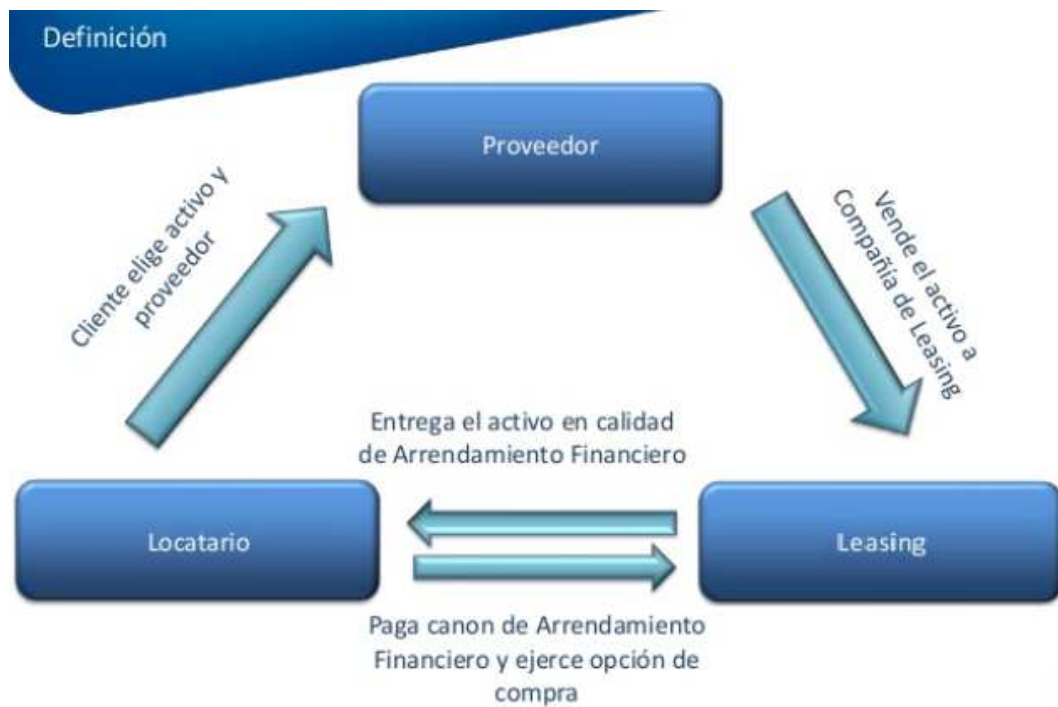 Definición
Proveedor
Cliente elige activo y
proveedor
Vende el activo a
Compañía de Leasing
Entrega el activo en calidad
de Arrendamiento Financiero
Locatario
Leasing
Paga canon de Arrendamiento
Financiero y ejerce opción de
compra